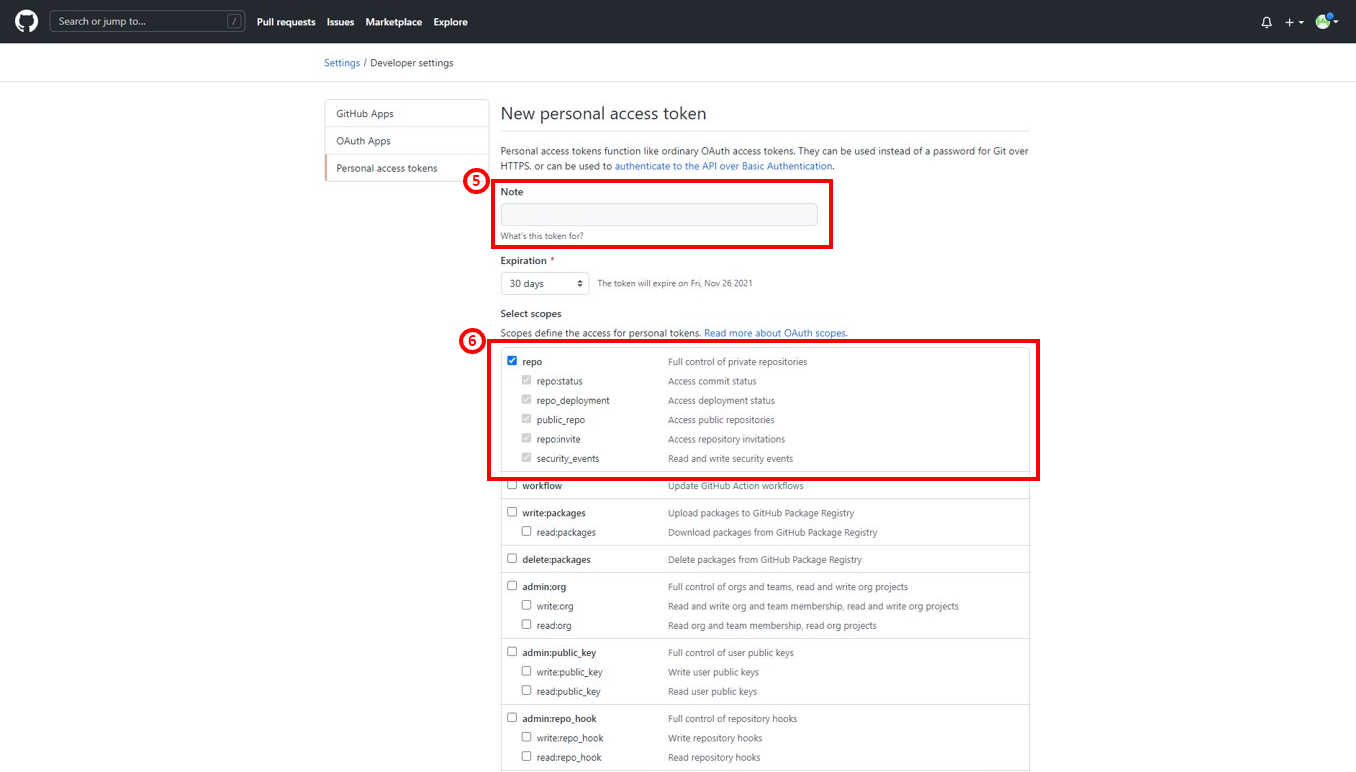 Search or jump to... / Pull requests Issues Marketplace Explore
Settings / Developer settings
GitHub Apps
OAuth Apps
Personal access tokens
New personal access token
Personal access tokens function like ordinary OAuth access tokens. They can be used instead of a password for Git over
HTTPS, or can be used to authenticate to the API over Basic Authentication.
5
Note
What's this token for?
Expiration *
30 days The token will expire on Fri, Nov 26 2021
Select scopes
Scopes define the access for personal tokens. Read more about OAuth scopes.
6
repo Full control of private repositories
repo:status Access commit status
repo_deployment Access deployment status
public_repo Access public repositories
repo:invite Access repository invitations
security_events Read and write security events
workflow Update GitHub Action workflows
write:packages Upload packages to GitHub Package Registry
read:packages Download packages from GitHub Package Registry
delete:packages Delete packages from GitHub Package Registry
admin:org Full control of orgs and teams, read and write org projects
write:org Read and write org and team membership, read and write org projects
read:org Read org and team membership, read org projects
admin:public_key Full control of user public keys
write:public_key Write user public keys
read:public_key Read user public keys
admin:repo_hook Full control of repository hooks
write:repo_hook Write repository hooks
read:repo_hook Read repository hooks